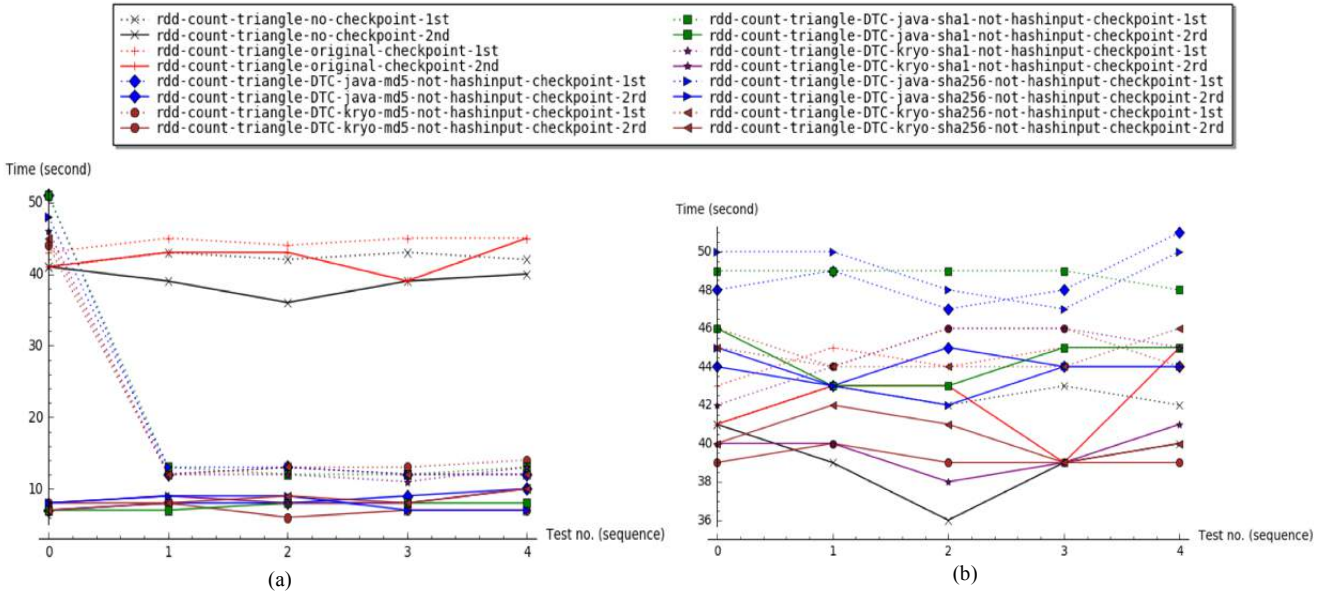 rdd-count-triangle-no-checkpoint-1st
rdd-count-triangle-no-checkpoint-2nd
rdd-count-triangle-original-checkpoint-1st
rdd-count-triangle-original-checkpoint-2nd
rdd-count-triangle-DTC-java-md5-not-hashinput-checkpoint-1st
rdd-count-triangle-DTC-java-md5-not-hashinput-checkpoint-2rd
rdd-count-triangle-DTC-kryo-md5-not-hashinput-checkpoint-1st
rdd-count-triangle-DTC-kryo-md5-not-hashinput-checkpoint-2rd
rdd-count-triangle-DTC-java-sha1-not-hashinput-checkpoint-1st
rdd-count-triangle-DTC-java-sha1-not-hashinput-checkpoint-2rd
rdd-count-triangle-DTC-kryo-sha1-not-hashinput-checkpoint-1st
rdd-count-triangle-DTC-kryo-sha1-not-hashinput-checkpoint-2rd
rdd-count-triangle-DTC-java-sha256-not-hashinput-checkpoint-1st
rdd-count-triangle-DTC-java-sha256-not-hashinput-checkpoint-2rd
rdd-count-triangle-DTC-kryo-sha256-not-hashinput-checkpoint-1st
rdd-count-triangle-DTC-kryo-sha256-not-hashinput-checkpoint-2rd
Time (second)
50
40
30
20
10
0 1 2 3 4
Test no. (sequence)
(a)
Time (second)
50
48
46
44
42
40
38
36
0 1 2 3 4
Test no. (sequence)
(b)